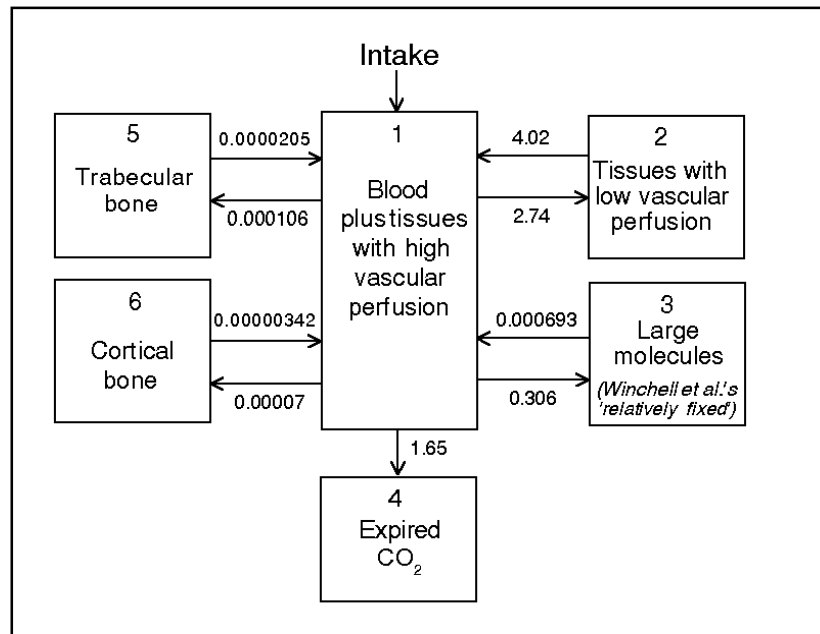 Intake
5
Trabecular
bone
0.0000205
0.000106
1
Blood
plus tissues
with high
vascular
perfusion
4.02
2.74
2
Tissues with
low vascular
perfusion
6
Cortical
bone
0.00000342
0.00007
0.000693
0.306
3
Large
molecules
(Winchell et al.'s
'relatively fixed')
1.65
4
Expired
CO₂